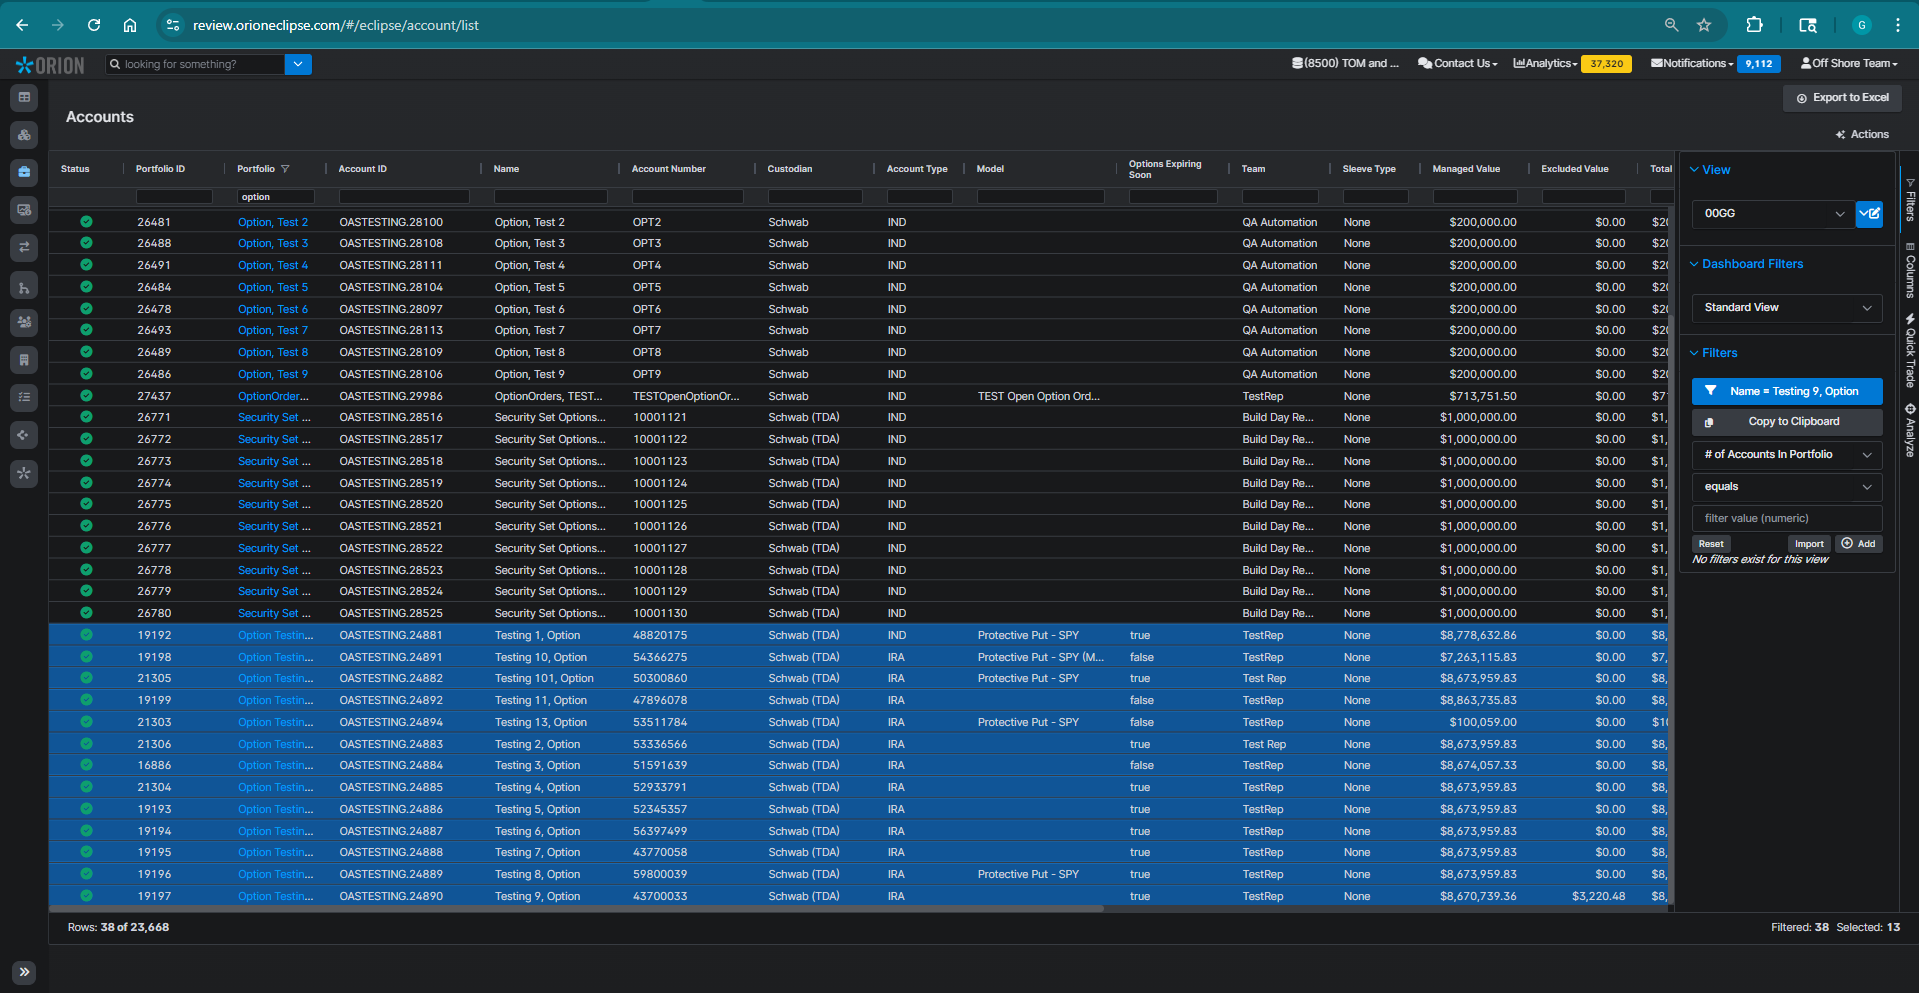 review.orioneclipse.com/#/eclipse/account/list
G
ORION
looking for something?
(8500) TOM and ...
Contact Us
Analytics
37,320
Notifications
9,112
Off Shore Team
Accounts
Export to Excel
Actions
Status Portfolio ID Portfolio Account ID Name Account Number Custodian Account Type Model Options Expiring Soon Team Sleeve Type Managed Value Excluded Value Total
option
26481 Option, Test 2 OASTESTING.28100 Option, Test 2 OPT2 Schwab IND QA Automation None $200,000.00 $0.00 $20
26488 Option, Test 3 OASTESTING.28108 Option, Test 3 OPT3 Schwab IND QA Automation None $200,000.00 $0.00 $20
26491 Option, Test 4 OASTESTING.28111 Option, Test 4 OPT4 Schwab IND QA Automation None $200,000.00 $0.00 $20
26484 Option, Test 5 OASTESTING.28104 Option, Test 5 OPT5 Schwab IND QA Automation None $200,000.00 $0.00 $20
26478 Option, Test 6 OASTESTING.28097 Option, Test 6 OPT6 Schwab IND QA Automation None $200,000.00 $0.00 $20
26493 Option, Test 7 OASTESTING.28113 Option, Test 7 OPT7 Schwab IND QA Automation None $200,000.00 $0.00 $20
26489 Option, Test 8 OASTESTING.28109 Option, Test 8 OPT8 Schwab IND QA Automation None $200,000.00 $0.00 $20
26486 Option, Test 9 OASTESTING.28106 Option, Test 9 OPT9 Schwab IND QA Automation None $200,000.00 $0.00 $20
27437 OptionOrder... OASTESTING.29986 OptionOrders, TEST... TESTOpenOptionOr... Schwab IND TEST Open Option Ord... TestRep None $713,751.50 $0.00 $7
26771 Security Set ... OASTESTING.28516 Security Set Options... 10001121 Schwab (TDA) IND Build Day Re... None $1,000,000.00 $0.00 $1,
26772 Security Set ... OASTESTING.28517 Security Set Options... 10001122 Schwab (TDA) IND Build Day Re... None $1,000,000.00 $0.00 $1,
26773 Security Set ... OASTESTING.28518 Security Set Options... 10001123 Schwab (TDA) IND Build Day Re... None $1,000,000.00 $0.00 $1,
26774 Security Set ... OASTESTING.28519 Security Set Options... 10001124 Schwab (TDA) IND Build Day Re... None $1,000,000.00 $0.00 $1,
26775 Security Set ... OASTESTING.28520 Security Set Options... 10001125 Schwab (TDA) IND Build Day Re... None $1,000,000.00 $0.00 $1,
26776 Security Set ... OASTESTING.28521 Security Set Options... 10001126 Schwab (TDA) IND Build Day Re... None $1,000,000.00 $0.00 $1,
26777 Security Set ... OASTESTING.28522 Security Set Options... 10001127 Schwab (TDA) IND Build Day Re... None $1,000,000.00 $0.00 $1,
26778 Security Set ... OASTESTING.28523 Security Set Options... 10001128 Schwab (TDA) IND Build Day Re... None $1,000,000.00 $0.00 $1,
26779 Security Set ... OASTESTING.28524 Security Set Options... 10001129 Schwab (TDA) IND Build Day Re... None $1,000,000.00 $0.00 $1,
26780 Security Set ... OASTESTING.28525 Security Set Options... 10001130 Schwab (TDA) IND Build Day Re... None $1,000,000.00 $0.00 $1,
19192 Option Testin... OASTESTING.24881 Testing 1, Option 48820175 Schwab (TDA) IND Protective Put - SPY true TestRep None $8,778,632.86 $0.00 $8,
19198 Option Testin... OASTESTING.24891 Testing 10, Option 54366275 Schwab (TDA) IRA Protective Put - SPY (M... false TestRep None $7,263,115.83 $0.00 $7,
21305 Option Testin... OASTESTING.24882 Testing 101, Option 50300860 Schwab (TDA) IRA Protective Put - SPY true Test Rep None $8,673,959.83 $0.00 $8,
19199 Option Testin... OASTESTING.24892 Testing 11, Option 47896078 Schwab (TDA) IRA false TestRep None $8,863,735.83 $0.00 $8,
21303 Option Testin... OASTESTING.24894 Testing 13, Option 53511784 Schwab (TDA) IRA Protective Put - SPY false TestRep None $100,059.00 $0.00 $10
21306 Option Testin... OASTESTING.24883 Testing 2, Option 53336566 Schwab (TDA) IRA true Test Rep None $8,673,959.83 $0.00 $8,
16886 Option Testin... OASTESTING.24884 Testing 3, Option 51591639 Schwab (TDA) IRA false TestRep None $8,674,057.33 $0.00 $8,
21304 Option Testin... OASTESTING.24885 Testing 4, Option 52933791 Schwab (TDA) IRA true TestRep None $8,673,959.83 $0.00 $8,
19193 Option Testin... OASTESTING.24886 Testing 5, Option 52345357 Schwab (TDA) IRA true TestRep None $8,673,959.83 $0.00 $8,
19194 Option Testin... OASTESTING.24887 Testing 6, Option 56397499 Schwab (TDA) IRA true TestRep None $8,673,959.83 $0.00 $8,
19195 Option Testin... OASTESTING.24888 Testing 7, Option 43770058 Schwab (TDA) IRA true TestRep None $8,673,959.83 $0.00 $8,
19196 Option Testin... OASTESTING.24889 Testing 8, Option 59800039 Schwab (TDA) IRA Protective Put - SPY true TestRep None $8,673,959.83 $0.00 $8,
19197 Option Testin... OASTESTING.24890 Testing 9, Option 43700033 Schwab (TDA) IRA true TestRep None $8,670,739.36 $3,220.48 $8,
Rows: 38 of 23,668
Filtered: 38 Selected: 13
View
00GG
Dashboard Filters
Standard View
Filters
Name = Testing 9, Option
Copy to Clipboard
# of Accounts In Portfolio
equals
filter value (numeric)
Reset
Import
Add
No filters exist for this view
Filters
Columns
Quick Trade
Analyze